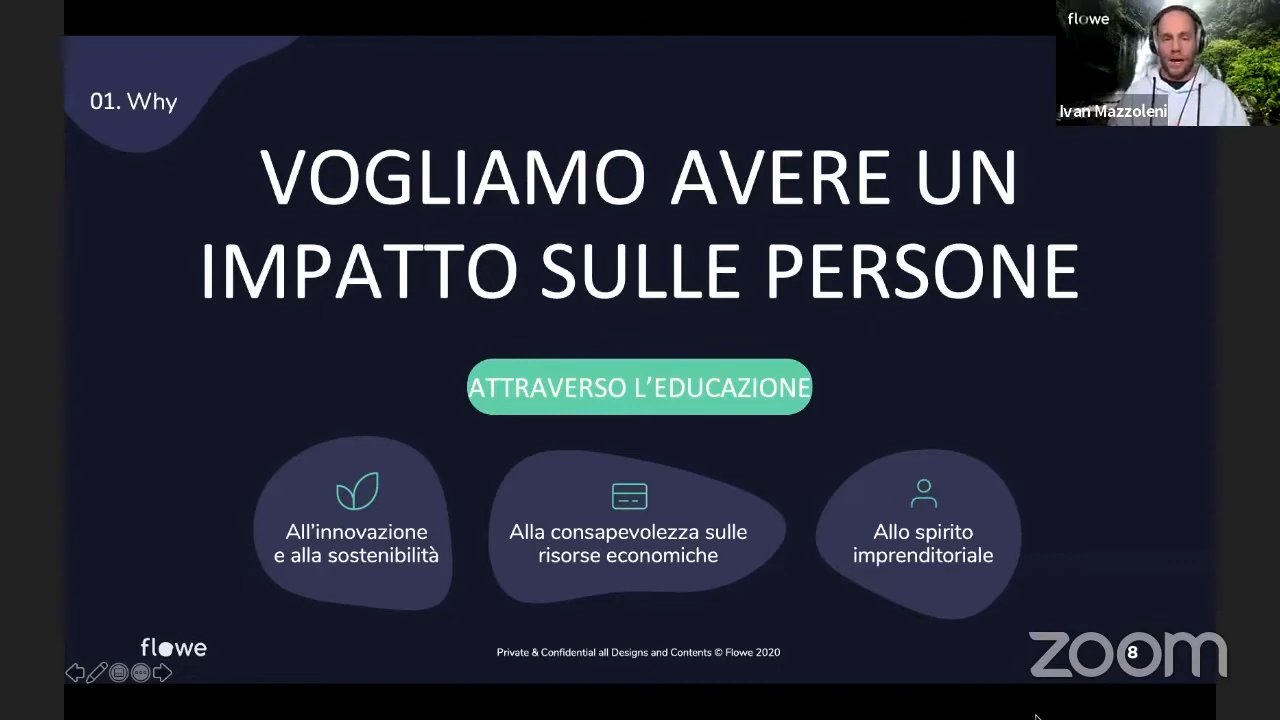 flowe
Ivan Mazzoleni
01. Why
VOGLIAMO AVERE UN
IMPATTO SULLE PERSONE
ATTRAVERSO L’EDUCAZIONE
All’innovazione
e alla sostenibilità
Alla consapevolezza sulle
risorse economiche
Allo spirito
imprenditoriale
flowe
Private & Confidential all Designs and Contents © Flowe 2020
8
zoom